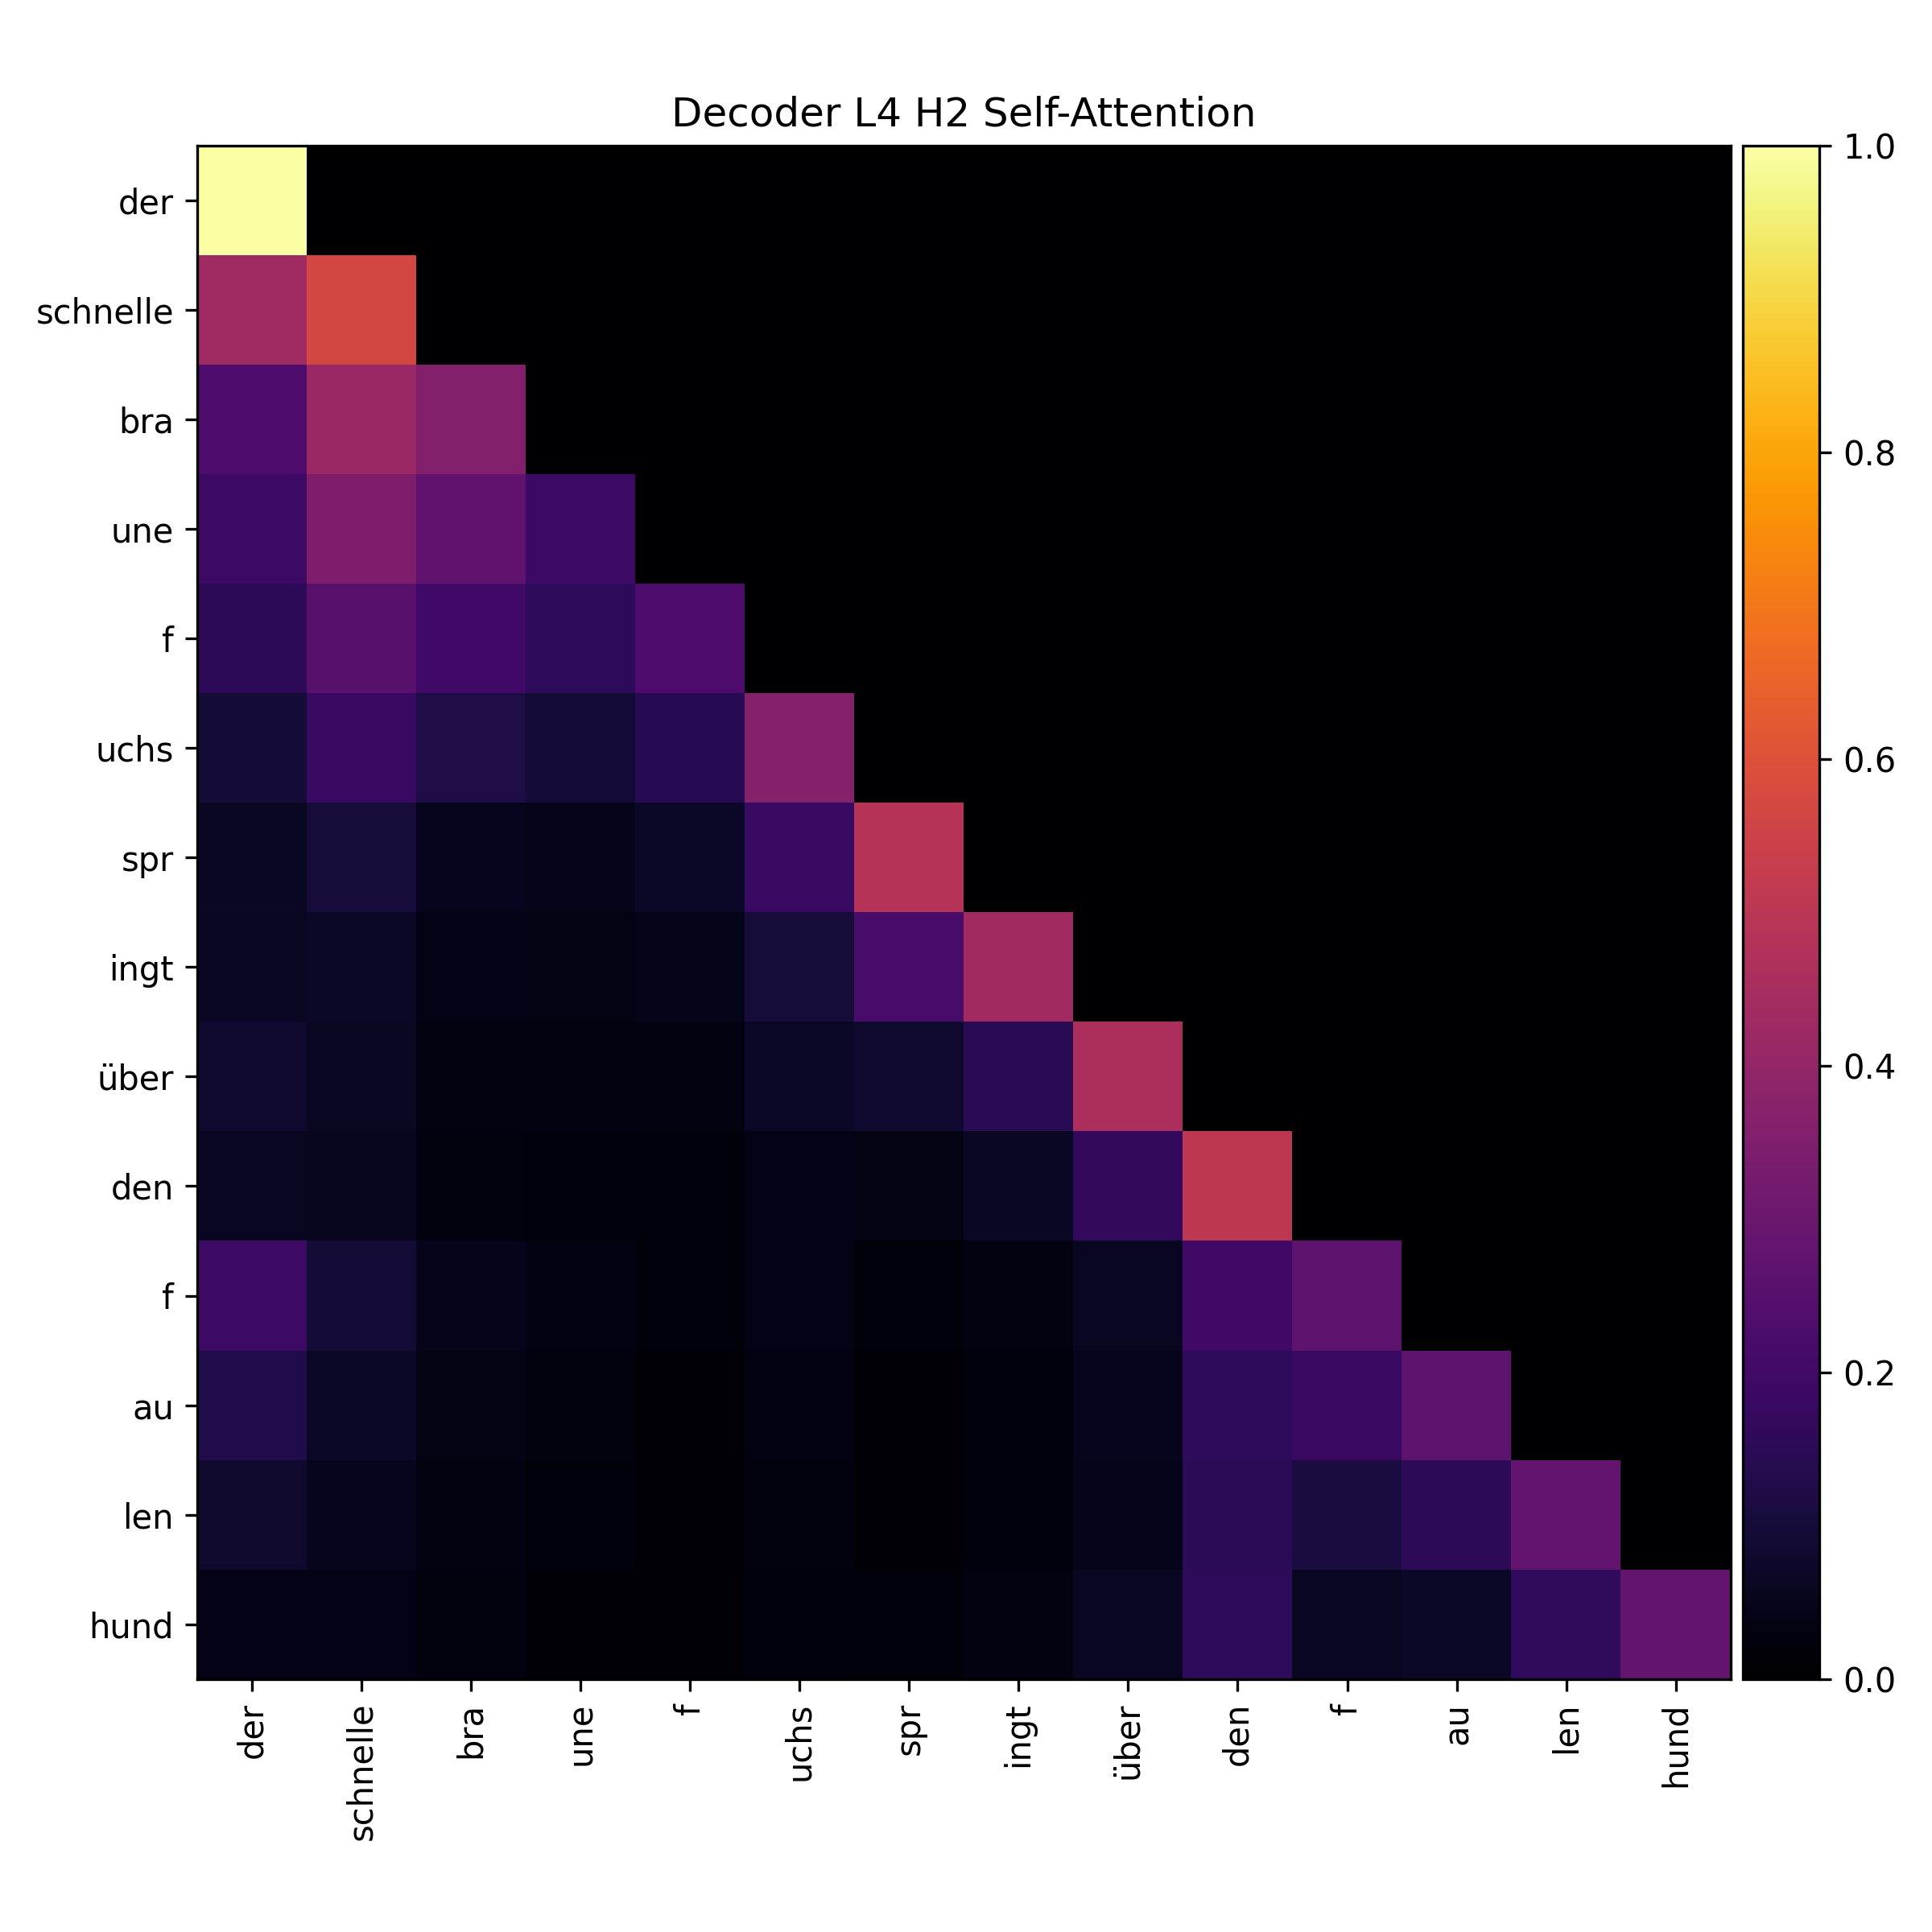 Decoder L4 H2 Self-Attention
der
schnelle
bra
une
f
uchs
spr
ingt
über
den
f
au
len
hund
der
schnelle
bra
une
f
uchs
spr
ingt
über
den
f
au
len
hund
1.0
0.8
0.6
0.4
0.2
0.0